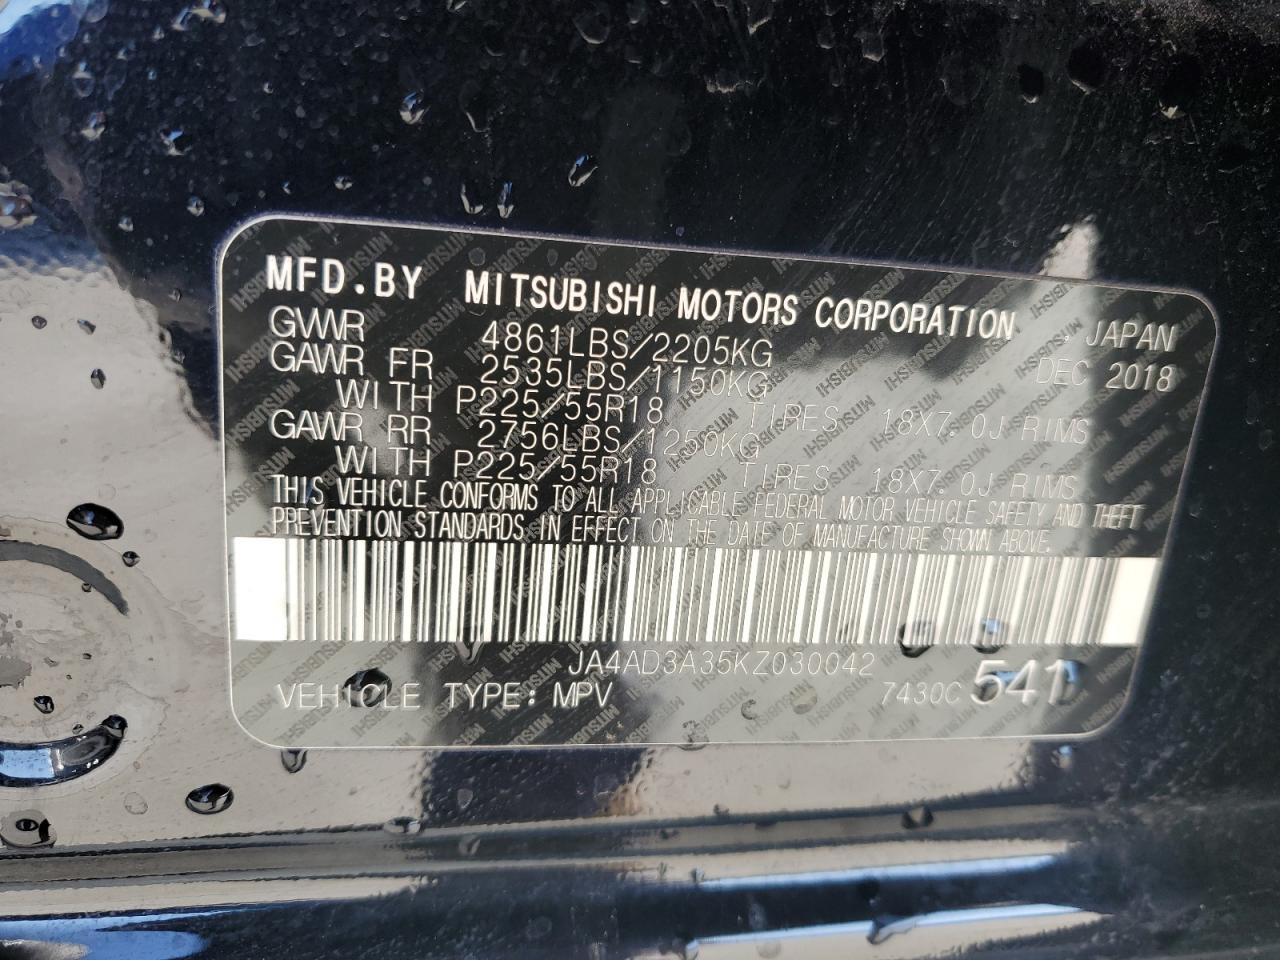 MFD.BY MITSUBISHI MOTORS CORPORATION , JAPAN
GVWR 4861LBS/2205KG DEC 2018
GAWR FR 2535LBS/1150KG
WITH P225/55R18 TIRES 18X7.0J RIMS
GAWR RR 2756LBS/1250KG
WITH P225/55R18 TIRES 18X7.0J RIMS
THIS VEHICLE CONFORMS TO ALL APPLICABLE FEDERAL MOTOR VEHICLE SAFETY AND THEFT
PREVENTION STANDARDS IN EFFECT ON THE DATE OF MANUFACTURE SHOWN ABOVE.
JA4AD3A35KZ030042
VEHICLE TYPE: MPV 7430C 541